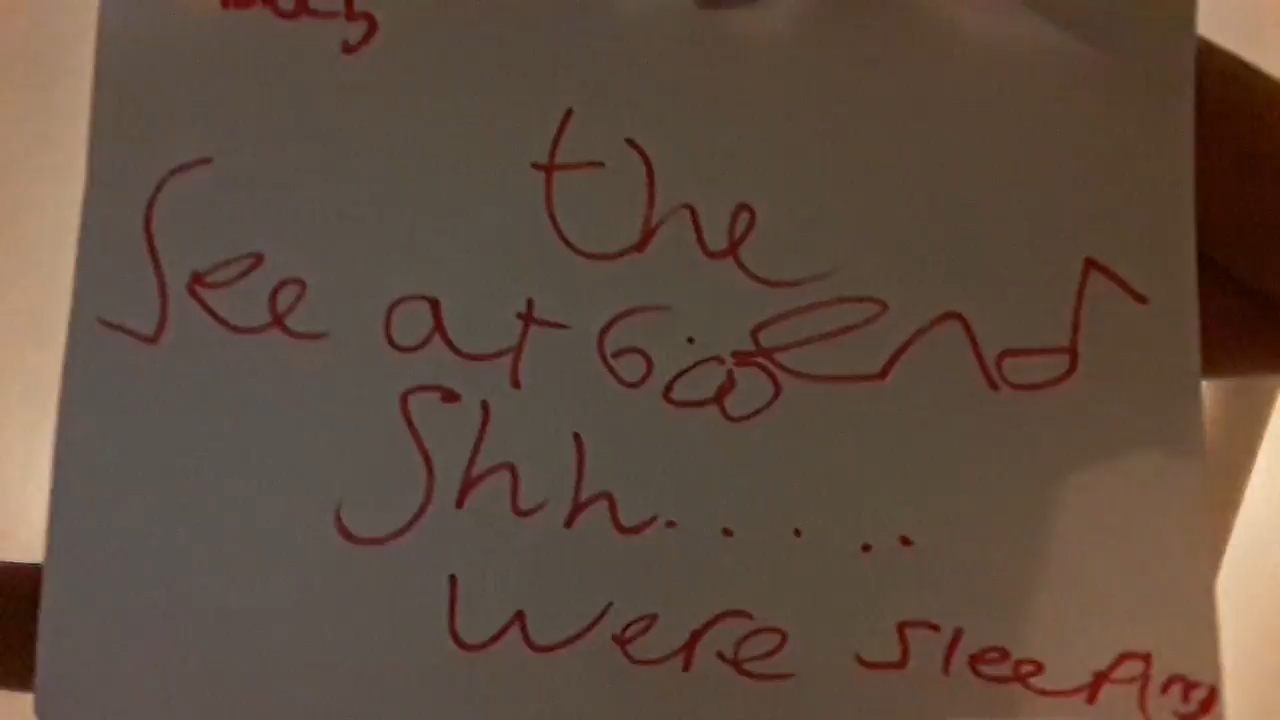 the
See at 6:00 end
Shh.....
were sleeping